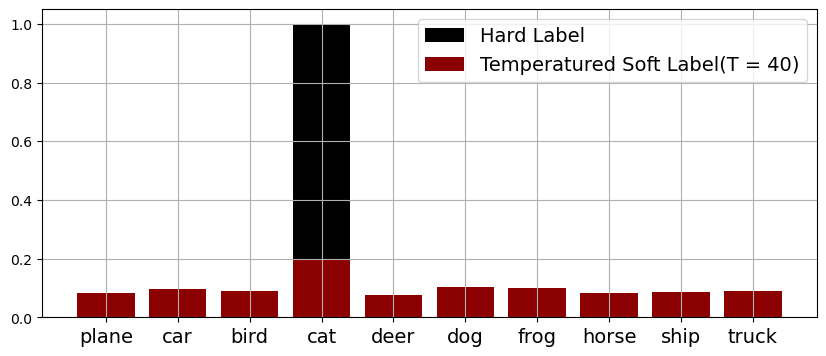 1.0
0.8
0.6
0.4
0.2
0.0
Hard Label
Temperatured Soft Label(T = 40)
plane car bird cat deer dog frog horse ship truck